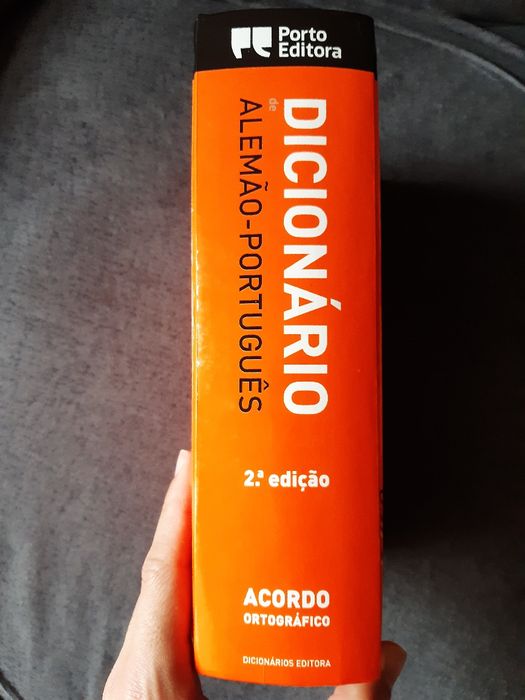 Porto
Editora
DICIONÁRIO
de
ALEMÃO-PORTUGUÊS
2.ª edição
ACORDO
ORTOGRÁFICO
DICIONÁRIOS EDITORA